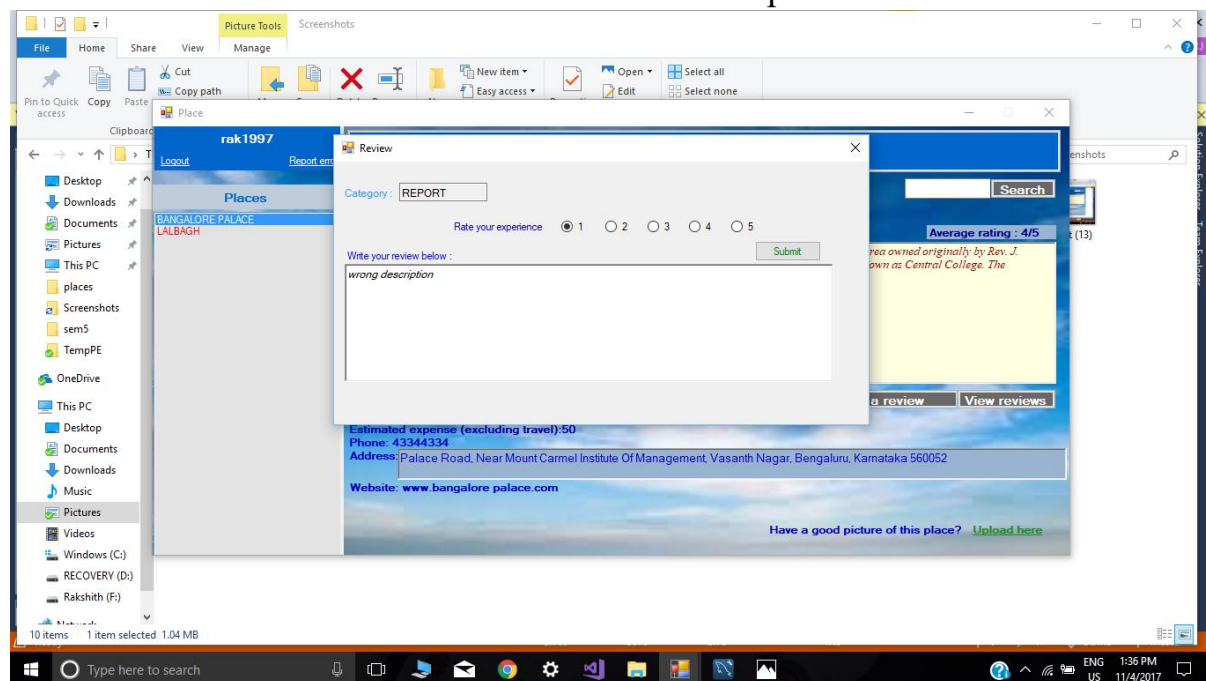 Picture Tools
Screenshots
File Home Share View Manage
Pin to Quick access
Copy
Paste
Cut
Copy path
New item
Easy access
Open
Edit
Select all
Select none
Clipboard
Place
rak1997
Logout
Places
BANGALORE PALACE
LALBAGH
Review
Category : REPORT
Rate your experience 1 2 3 4 5
Write your review below :
Submit
wrong description
Search
Average rating : 4/5
originally by Rev. J.
as Central College. The
a review
View reviews
Estimated expense (excluding travel):50
Phone: 43344334
Address: Palace Road, Near Mount Carmel Institute Of Management, Vasanth Nagar, Bengaluru, Karnataka 560052
Website: www.bangalore palace.com
Have a good picture of this place? Upload here
Desktop
Downloads
Documents
Pictures
This PC
places
Screenshots
sem5
TempPE
OneDrive
This PC
Desktop
Documents
Downloads
Music
Pictures
Videos
Windows (C:)
RECOVERY (D:)
Rakshith (F:)
(13)
Solution Explorer
Team Explorer
10 items 1 item selected 1.04 MB
Type here to search
ENG
US
1:36 PM
11/4/2017